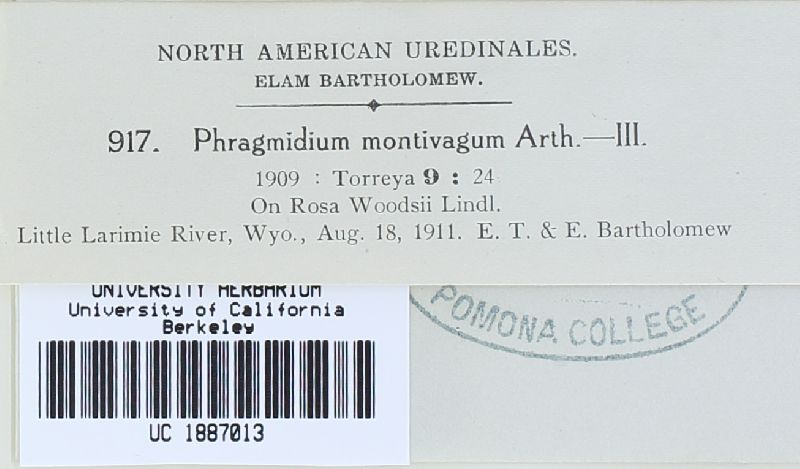 NORTH AMERICAN UREDINALES.
ELAM BARTHOLOMEW.
917. Phragmidium montivagum Arth.—III.
1909 : Torreya 9 : 24
On Rosa Woodsii Lindl.
Little Larimie River, Wyo., Aug. 18, 1911. E. T. & E. Bartholomew
UNIVERSITY HERBARIUM
University of California
Berkeley
UC 1887013
POMONA COLLEGE